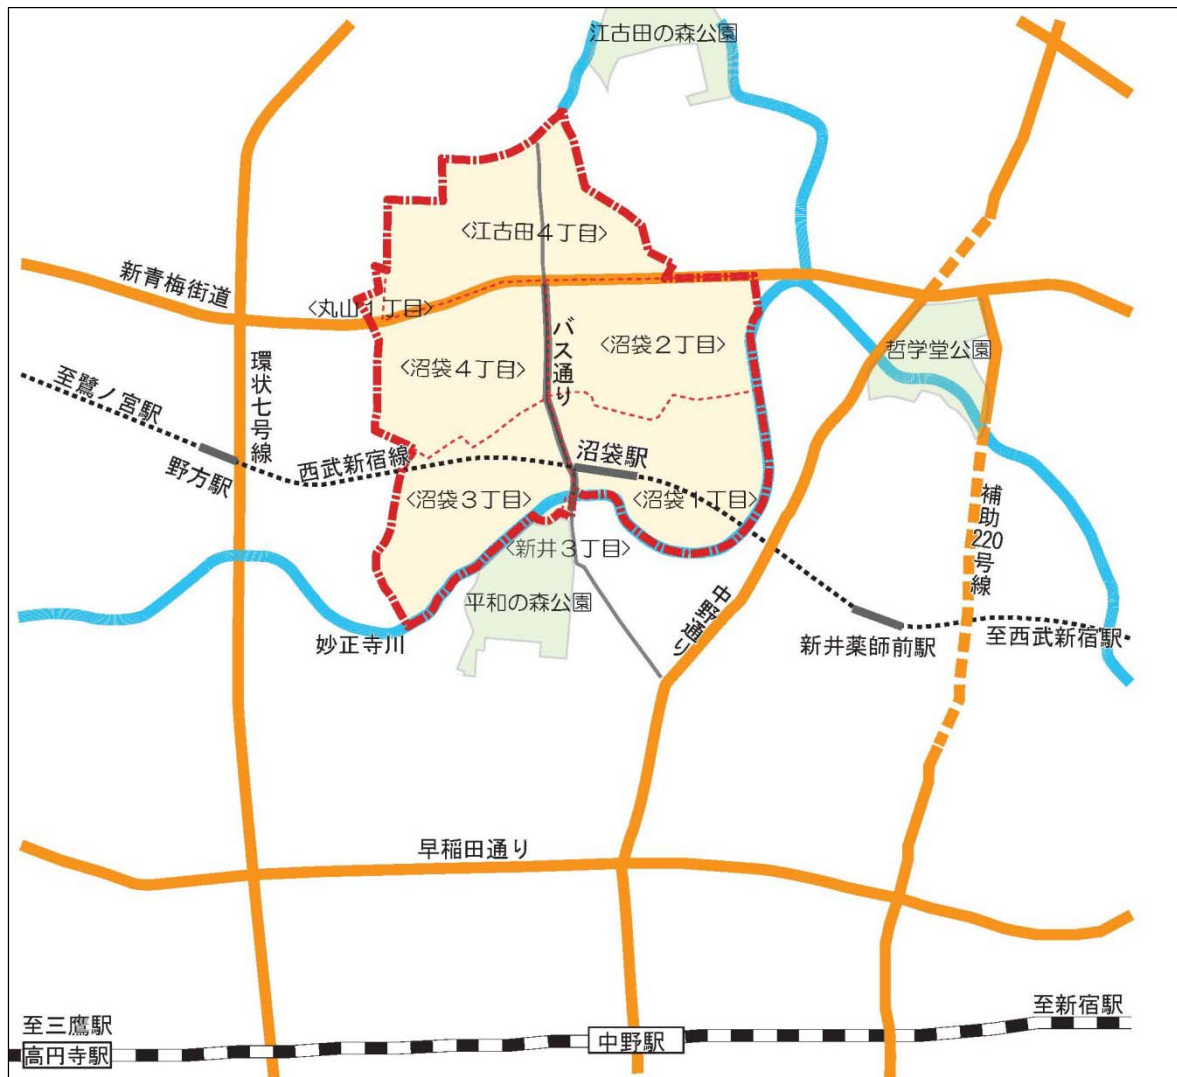 江古田の森公園
〈江古田4丁目〉
新青梅街道
〈丸山1丁目〉
バス通り
〈沼袋2丁目〉
哲学堂公園
環状七号線
〈沼袋4丁目〉
至鷺ノ宮駅
野方駅
西武新宿線
沼袋駅
〈沼袋3丁目〉
〈沼袋1丁目〉
補助220号線
〈新井3丁目〉
平和の森公園
中野通り
妙正寺川
新井薬師前駅
至西武新宿駅
早稲田通り
至三鷹駅
高円寺駅
中野駅
至新宿駅